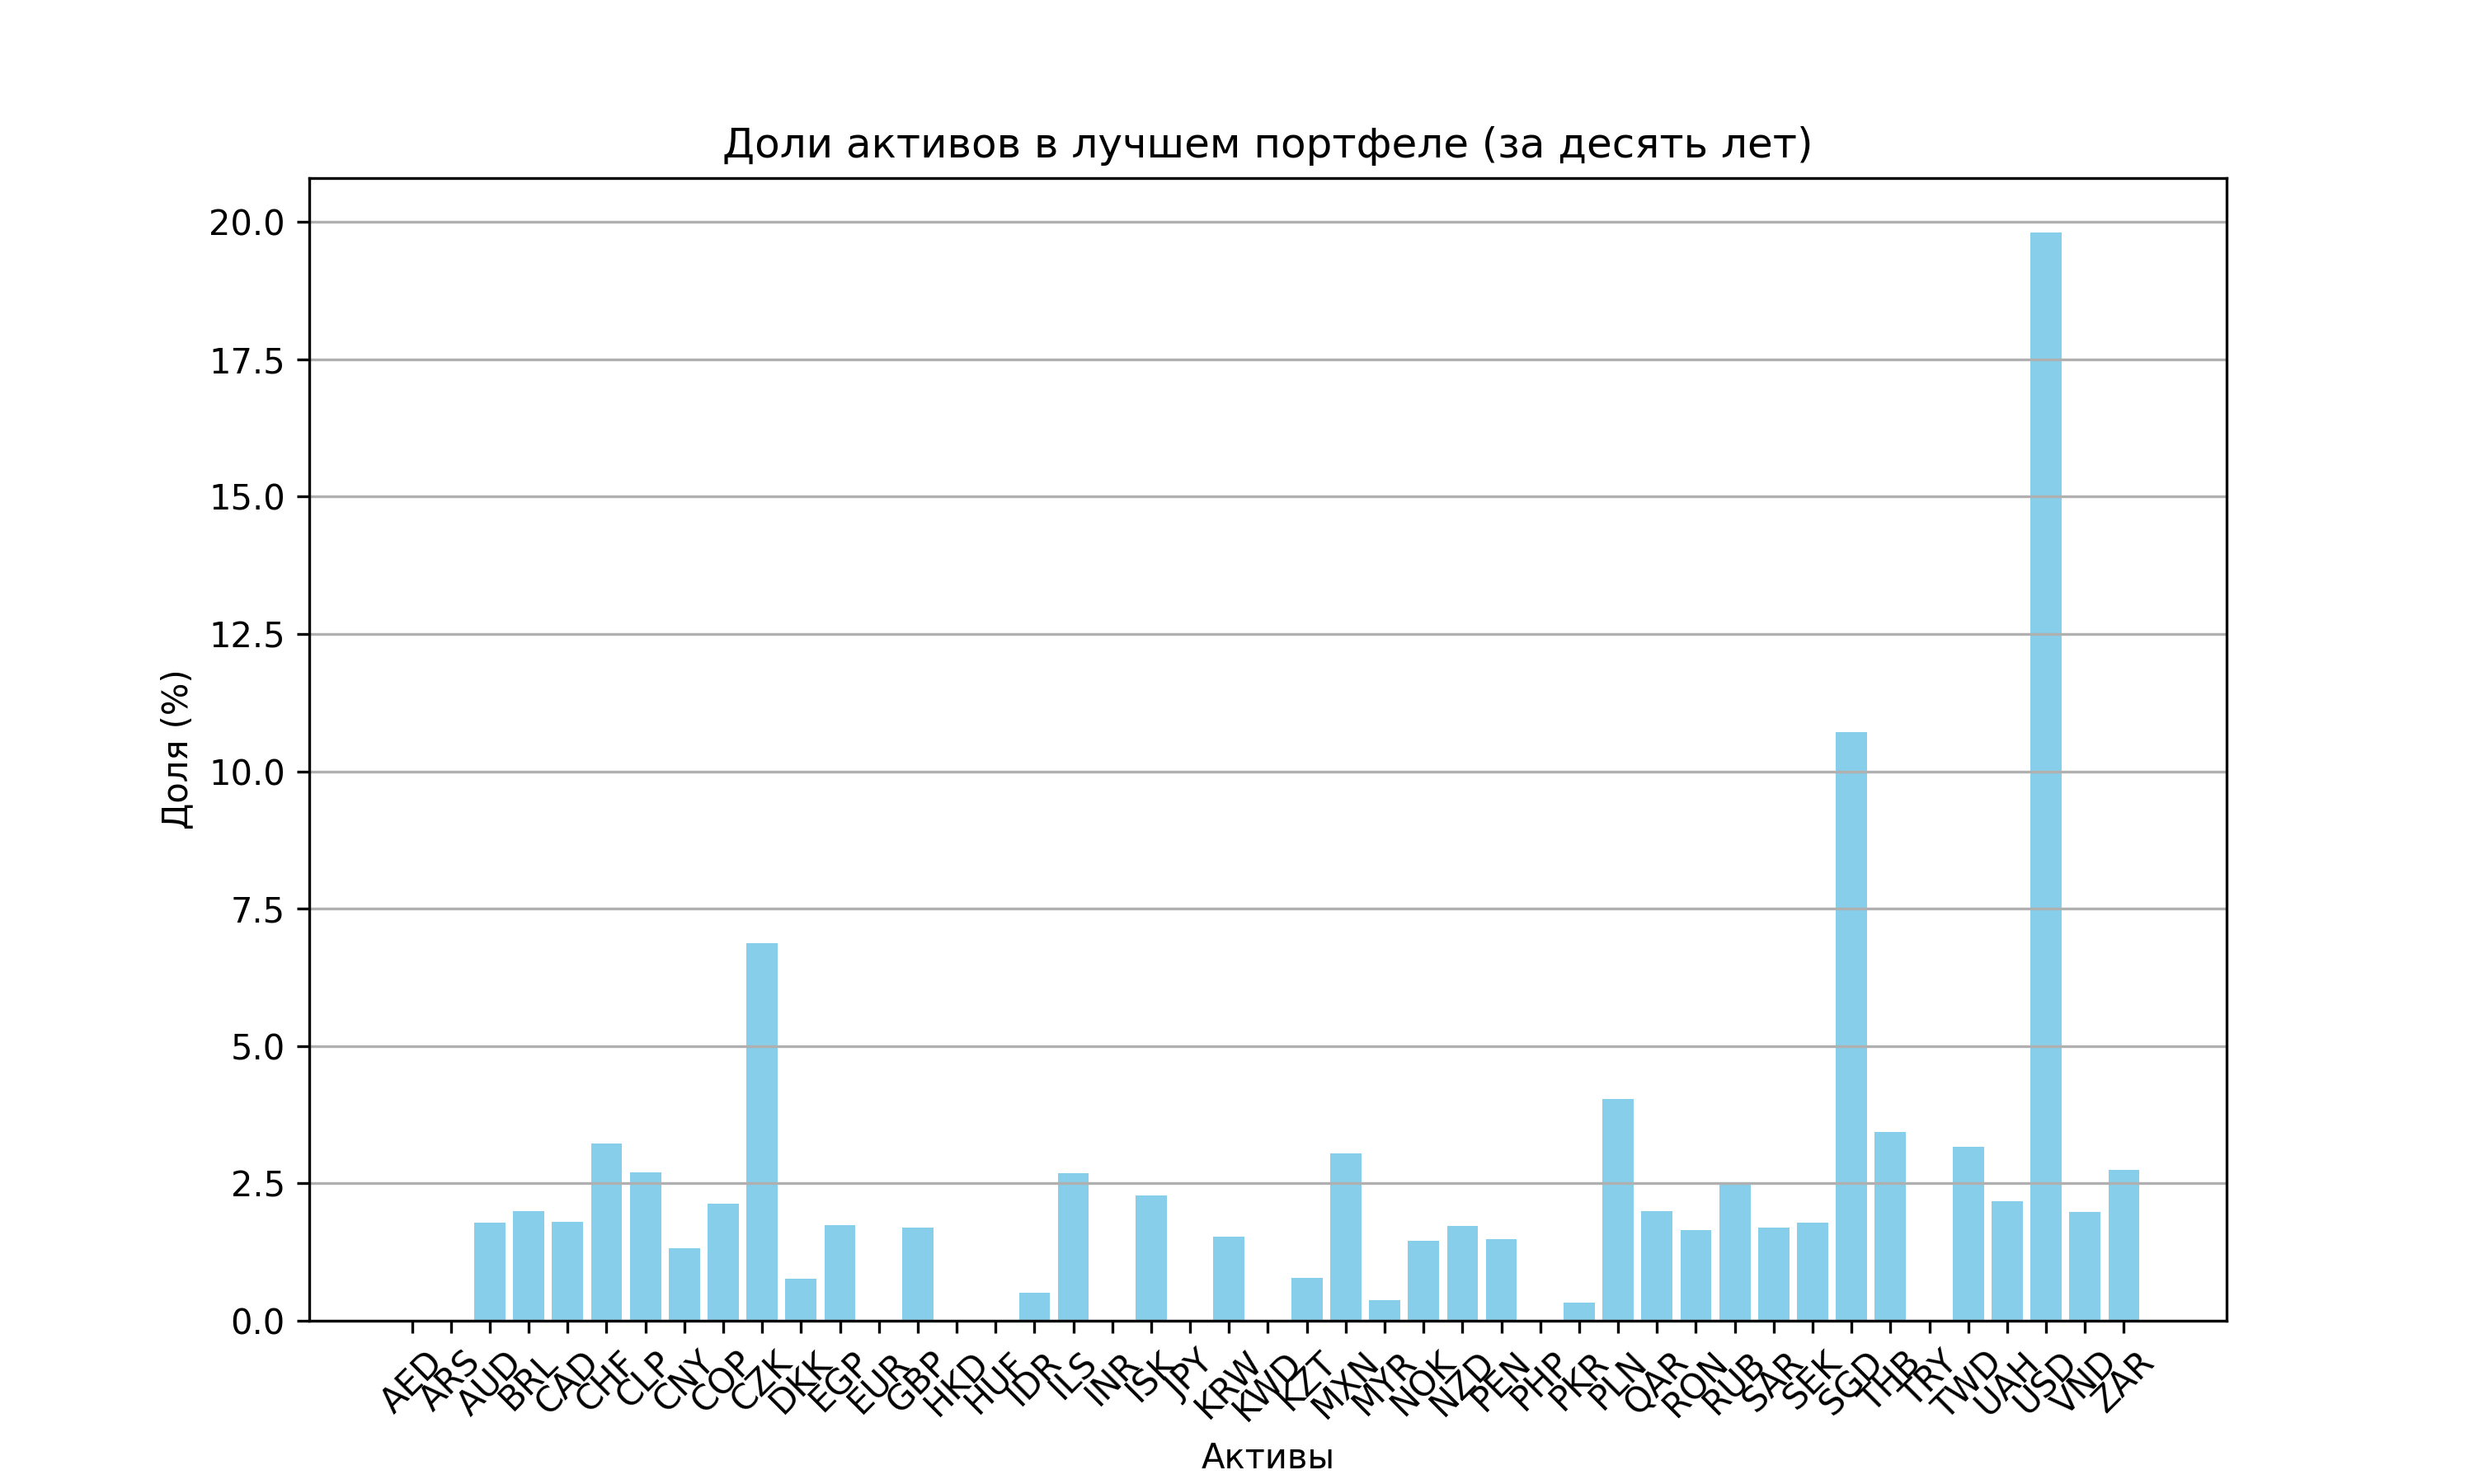 Доли активов в лучшем портфеле (за десять лет)
Доля (%)
20.0
17.5
15.0
12.5
10.0
7.5
5.0
2.5
0.0
AED ARS AUD BRL CAD CHF CLP CNY COP CZK DKK EGP EUR GBP HKD HUF IDR ILS INR ISK JPY KRW KWD KZT MXN MYR NOK NZD PEN PHP PKR PLN QAR RON RUB SAR SEK SGD THB TRY TWD UAH USD VND ZAR
Активы